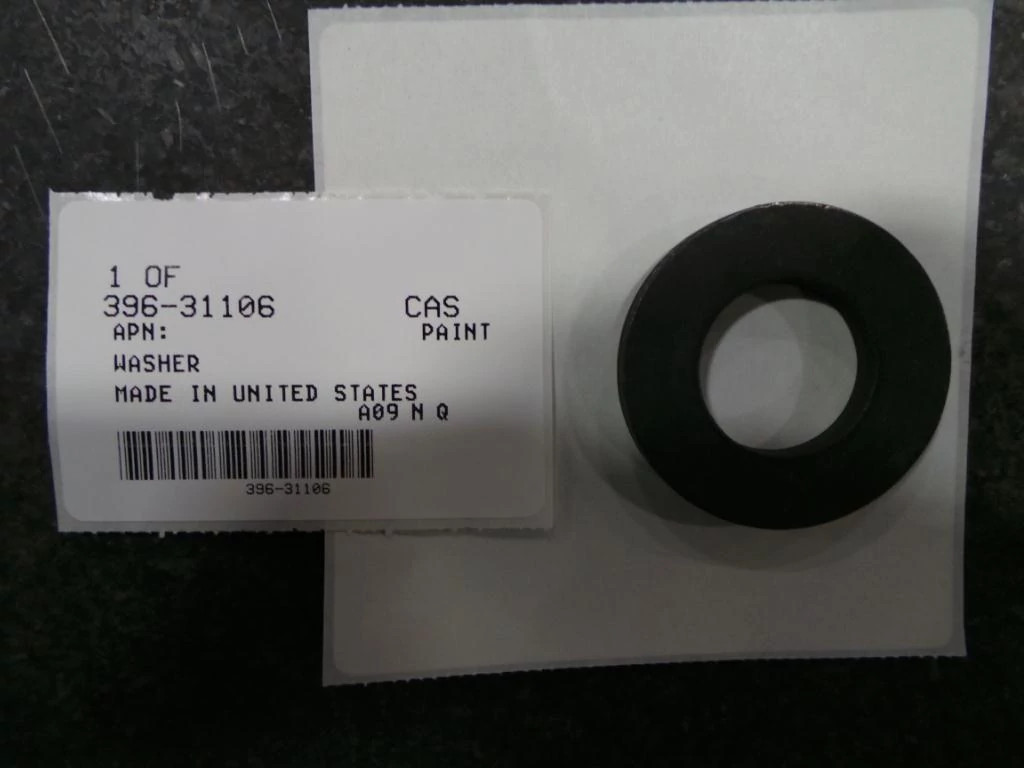 1 OF
396-31106 CAS
APN: PAINT
WASHER
MADE IN UNITED STATES
A09 N Q
396-31106